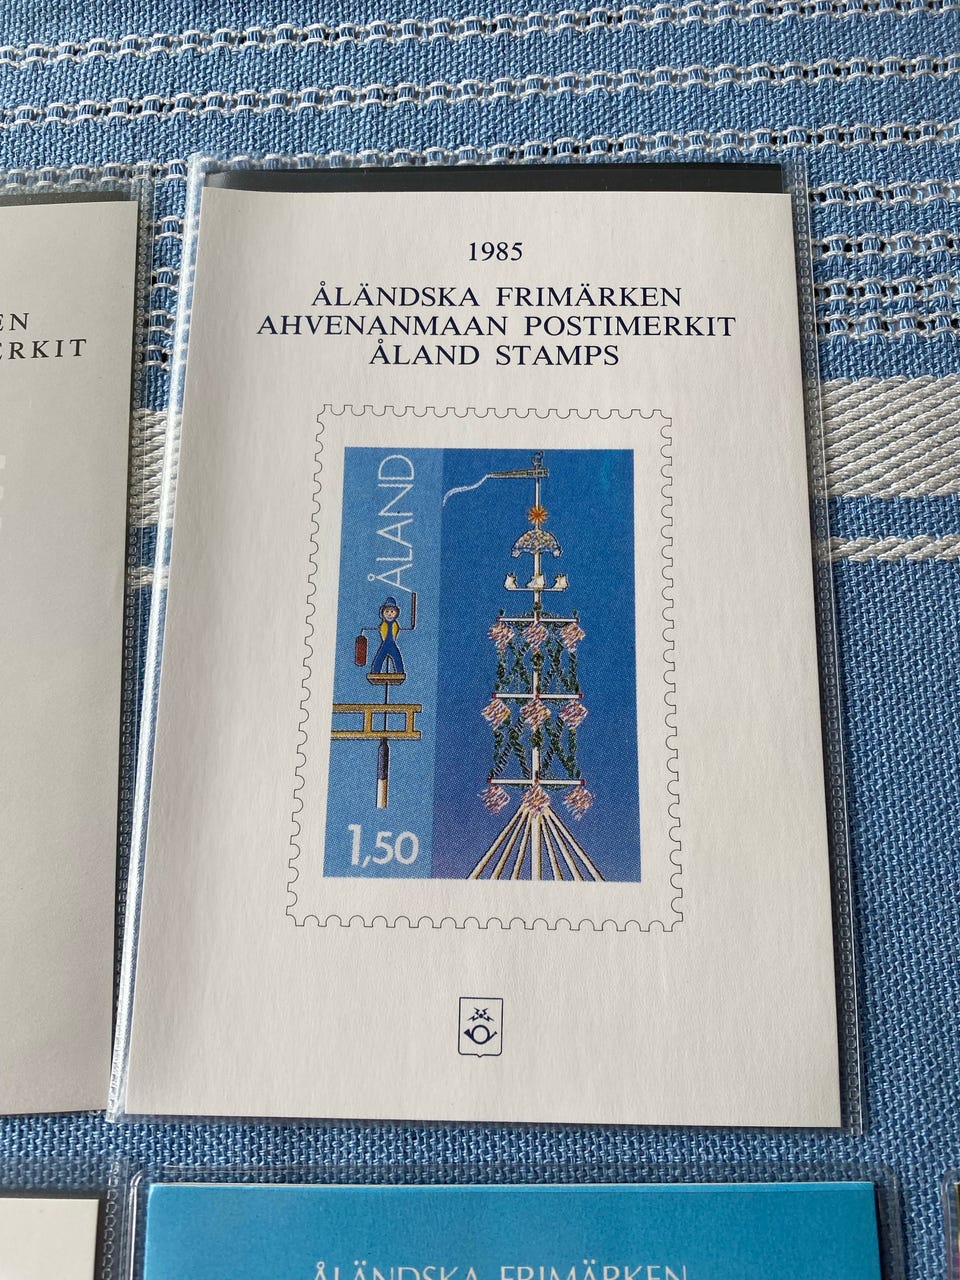 EN
ERKIT
1985
ÅLÄNDSKA FRIMÄRKEN
AHVENANMAAN POSTIMERKIT
ÅLAND STAMPS
ÅLAND
1,50
ÅLÄNDSKA FRIMÄRKEN